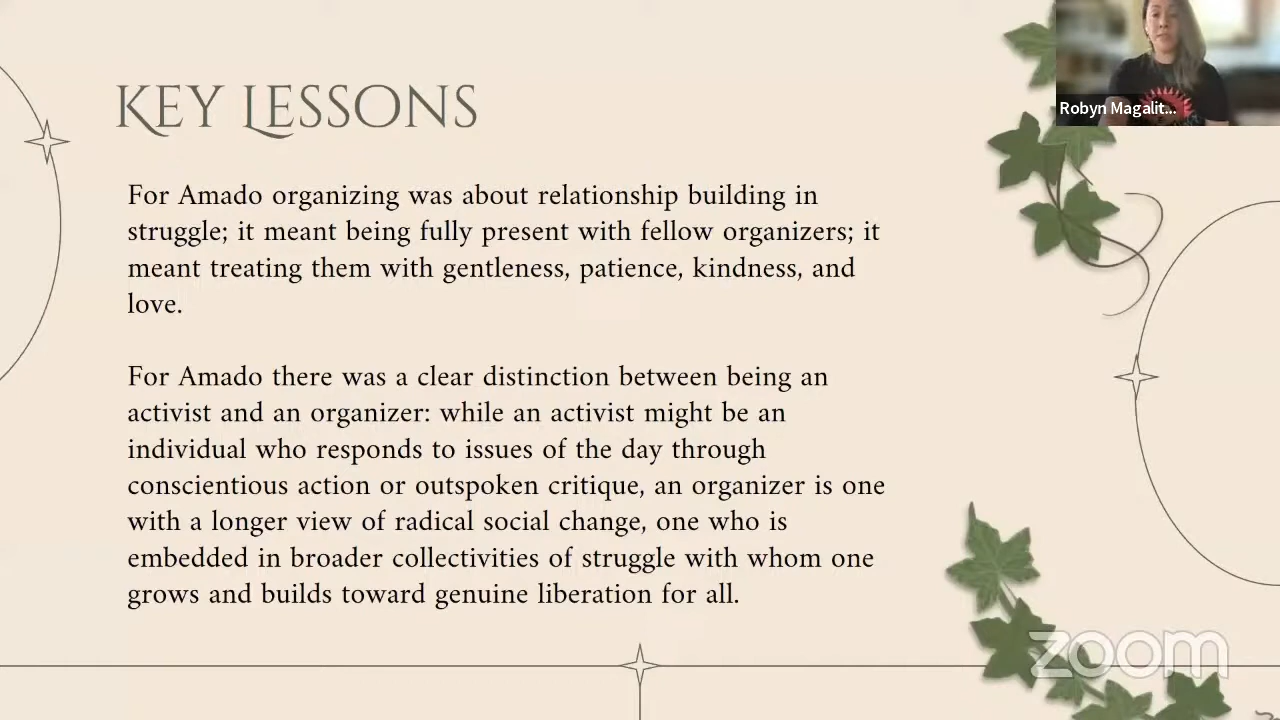 Robyn Magalit...
KEY LESSONS
For Amado organizing was about relationship building in
struggle; it meant being fully present with fellow organizers; it
meant treating them with gentleness, patience, kindness, and
love.
For Amado there was a clear distinction between being an
activist and an organizer: while an activist might be an
individual who responds to issues of the day through
conscientious action or outspoken critique, an organizer is one
with a longer view of radical social change, one who is
embedded in broader collectivities of struggle with whom one
grows and builds toward genuine liberation for all.
zoom